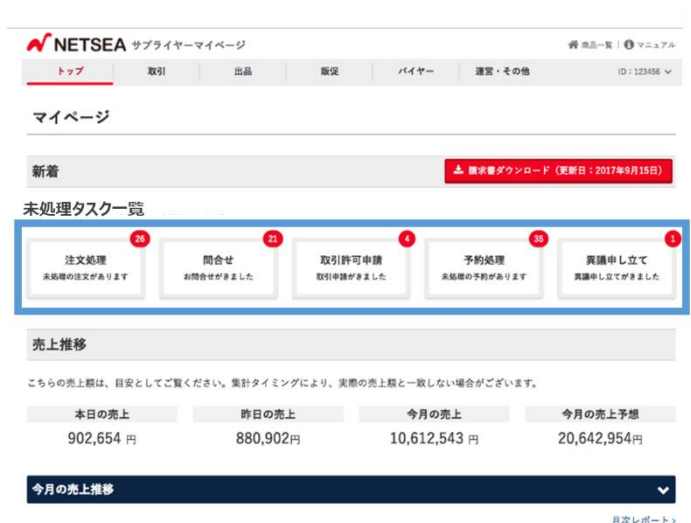 NETSEA サプライヤーマイページ
商品一覧 | マニュアル
トップ 取引 出品 販促 バイヤー 運営・その他 ID:123456
マイページ
新着
請求書ダウンロード(更新日:2017年9月15日)
未処理タスク一覧
26 21 4 35 1
注文処理 問合せ 取引許可申請 予約処理 異議申し立て
未処理の注文があります お問合せがきました 取引申請がきました 未処理の予約があります 異議申し立てがきました
売上推移
こちらの売上額は、目安としてご覧ください。集計タイミングにより、実際の売上額と一致しない場合がございます。
本日の売上 昨日の売上 今月の売上 今月の売上予想
902,654 円 880,902円 10,612,543 円 20,642,954円
今月の売上推移
月次レポート